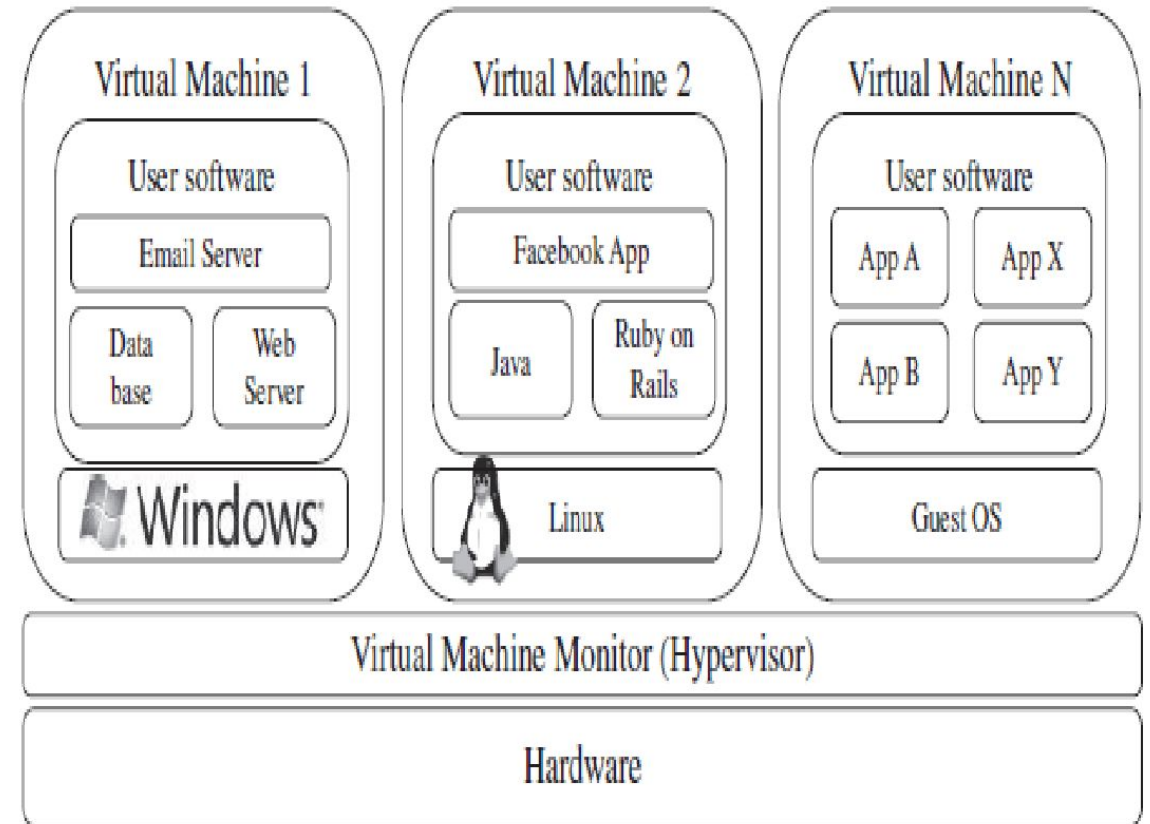 Virtual Machine 1
User software
Email Server
Data
base
Web
Server
Windows
Virtual Machine 2
User software
Facebook App
Java
Ruby on
Rails
Linux
Virtual Machine N
User software
App A
App X
App B
App Y
Guest OS
Virtual Machine Monitor (Hypervisor)
Hardware